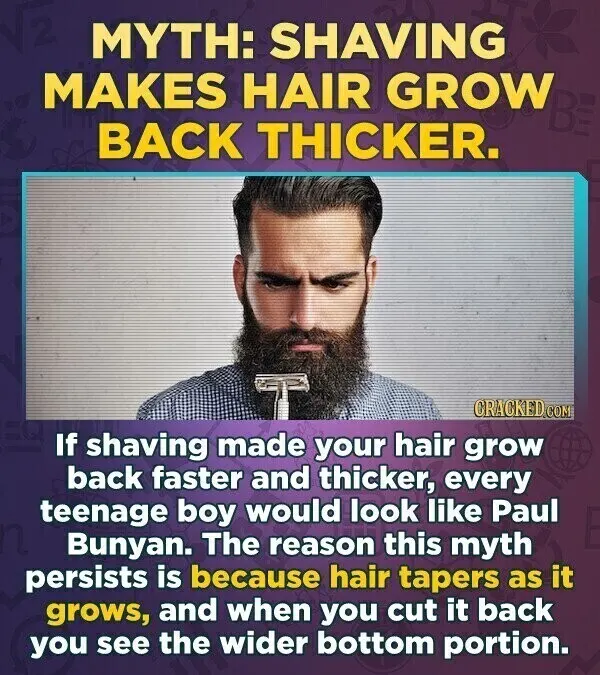 MYTH: SHAVING
MAKES HAIR GROW
BACK THICKER.
CRACKED.COM
If shaving made your hair grow
back faster and thicker, every
teenage boy would look like Paul
Bunyan. The reason this myth
persists is because hair tapers as it
grows, and when you cut it back
you see the wider bottom portion.